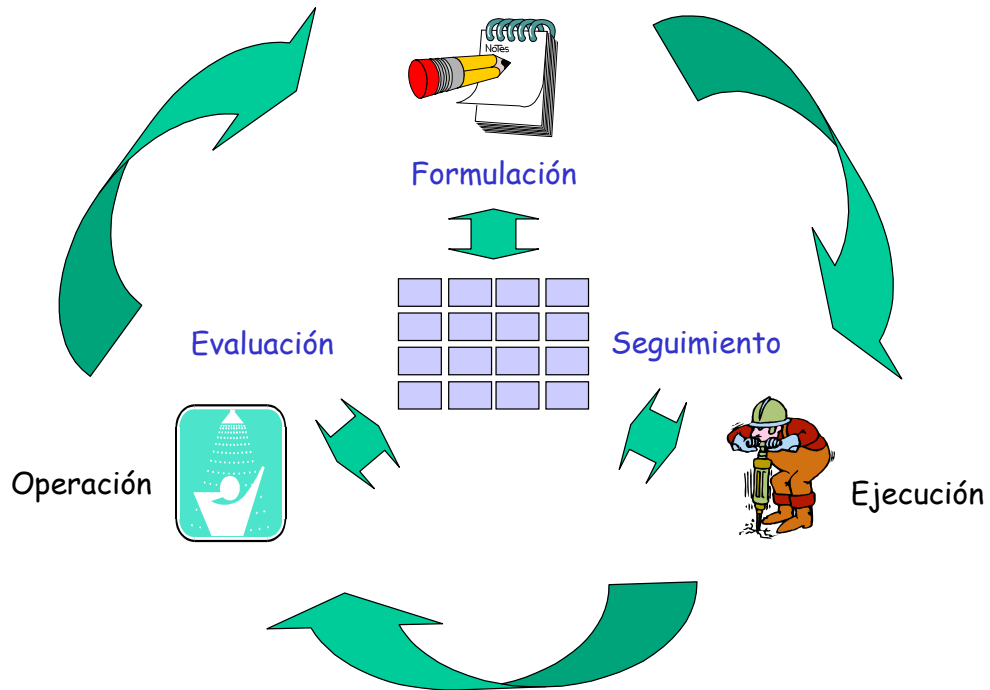 Notes
Formulación
Evaluación
Seguimiento
Operación
Ejecución